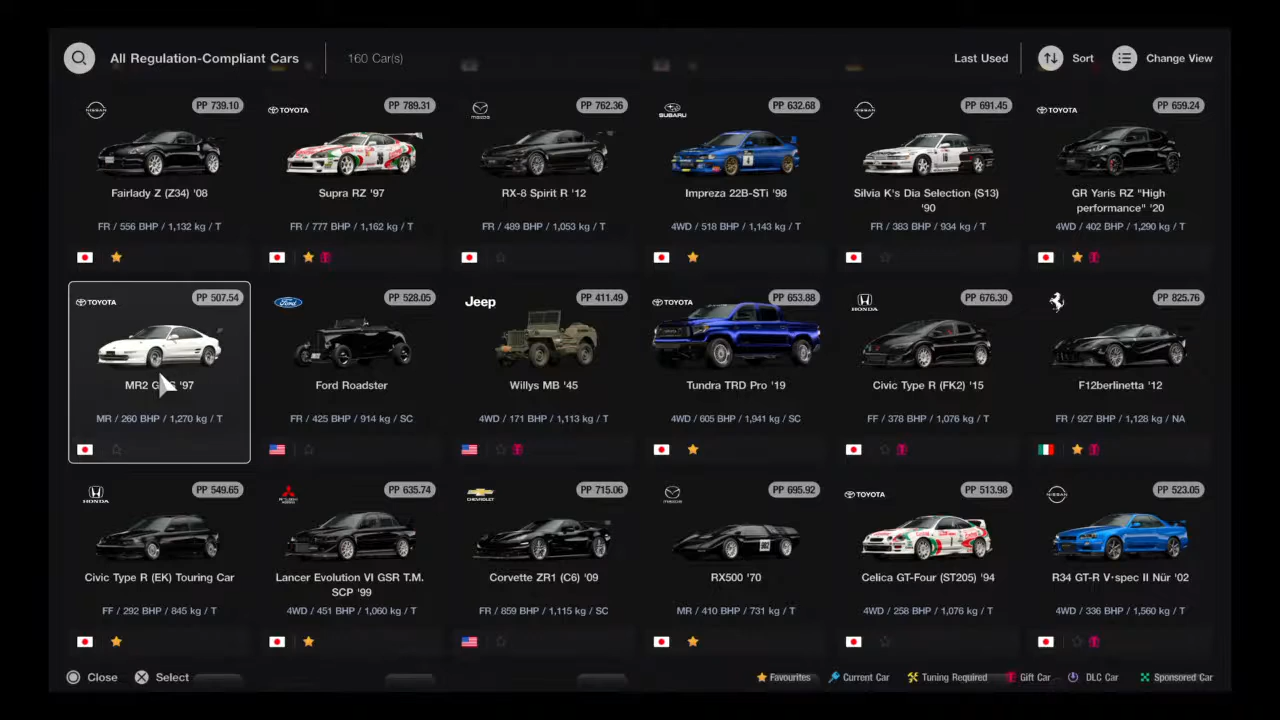 All Regulation-Compliant Cars
160 Car(s)
Last Used
Sort
Change View
NISSAN
PP 739.10
Fairlady Z (Z34) '08
FR / 556 BHP / 1,132 kg / T
TOYOTA
PP 789.31
Supra RZ '97
FR / 777 BHP / 1,162 kg / T
mazda
PP 762.36
RX-8 Spirit R '12
FR / 489 BHP / 1,053 kg / T
SUBARU
PP 632.68
Impreza 22B-STi '98
4WD / 518 BHP / 1,143 kg / T
NISSAN
PP 691.45
Silvia K's Dia Selection (S13)
'90
FR / 383 BHP / 934 kg / T
TOYOTA
PP 659.24
GR Yaris RZ "High
performance" '20
4WD / 402 BHP / 1,290 kg / T
TOYOTA
PP 507.54
MR2 '97
MR / 260 BHP / 1,270 kg / T
Ford
PP 528.05
Ford Roadster
FR / 425 BHP / 914 kg / SC
Jeep
PP 411.49
Willys MB '45
4WD / 171 BHP / 1,113 kg / T
TOYOTA
PP 653.88
Tundra TRD Pro '19
4WD / 605 BHP / 1,941 kg / SC
HONDA
PP 676.30
Civic Type R (FK2) '15
FF / 378 BHP / 1,076 kg / T
PP 825.76
F12berlinetta '12
FR / 927 BHP / 1,128 kg / NA
HONDA
PP 549.65
Civic Type R (EK) Touring Car
FF / 292 BHP / 845 kg / T
MITSUBISHI
PP 635.74
Lancer Evolution VI GSR T.M.
SCP '99
4WD / 451 BHP / 1,060 kg / T
CHEVROLET
PP 715.06
Corvette ZR1 (C6) '09
FR / 859 BHP / 1,115 kg / SC
mazda
PP 695.92
RX500 '70
MR / 410 BHP / 731 kg / T
TOYOTA
PP 513.98
Celica GT-Four (ST205) '94
4WD / 258 BHP / 1,076 kg / T
NISSAN
PP 523.05
R34 GT-R V·spec II Nür '02
4WD / 336 BHP / 1,560 kg / T
Close
Select
Favourites
Current Car
Tuning Required
Gift Car
DLC Car
Sponsored Car